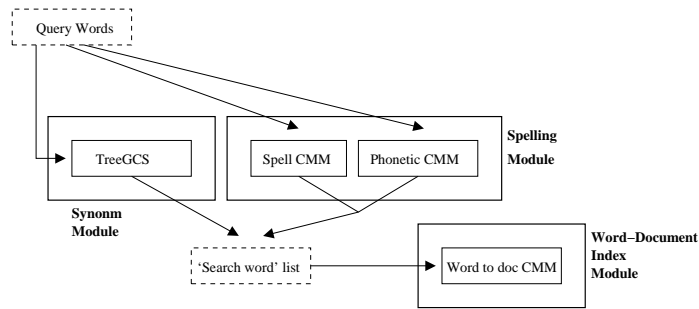 Query Words
Spelling
Module
TreeGCS
Spell CMM
Phonetic CMM
Synonm
Module
Word–Document
Index
Module
‘Search word’ list
Word to doc CMM